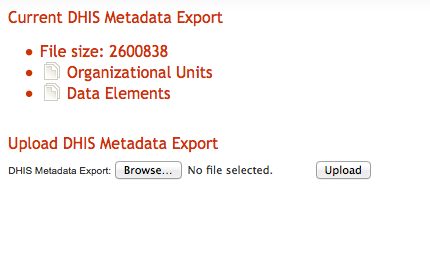 Current DHIS Metadata Export
File size: 2600838
Organizational Units
Data Elements
Upload DHIS Metadata Export
DHIS Metadata Export: Browse... No file selected. Upload